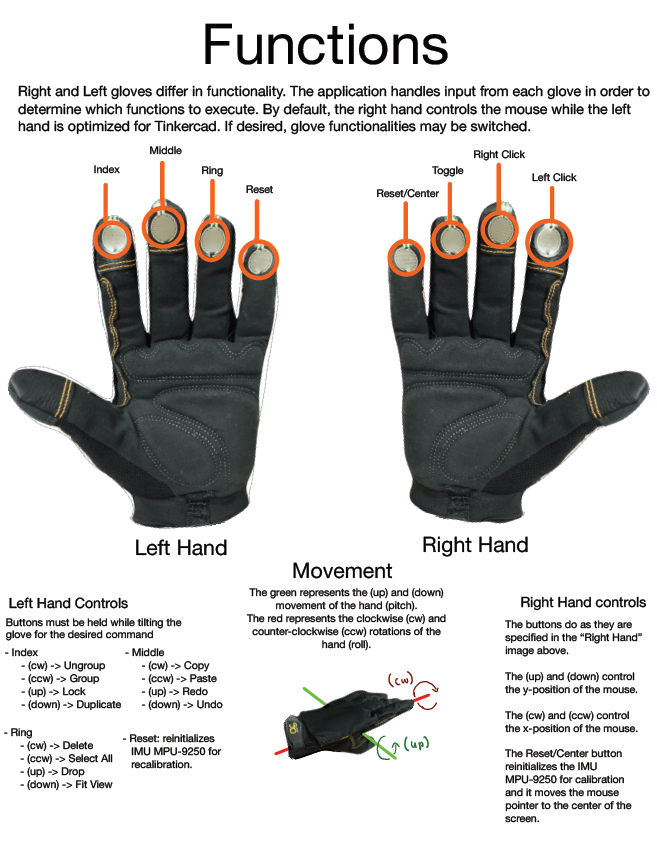 Functions
Right and Left gloves differ in functionality. The application handles input from each glove in order to
determine which functions to execute. By default, the right hand controls the mouse while the left
hand is optimized for Tinkercad. If desired, glove functionalities may be switched.
Index
Middle
Ring
Reset
Reset/Center
Toggle
Right Click
Left Click
Left Hand
Right Hand
Movement
The green represents the (up) and (down)
movement of the hand (pitch).
The red represents the clockwise (cw) and
counter-clockwise (ccw) rotations of the
hand (roll).
(cw)
(up)
Left Hand Controls
Buttons must be held while tilting the
glove for the desired command
- Index
- (cw) -> Ungroup
- (ccw) -> Group
- (up) -> Lock
- (down) -> Duplicate
- Middle
- (cw) -> Copy
- (ccw) -> Paste
- (up) -> Redo
- (down) -> Undo
- Ring
- (cw) -> Delete
- (ccw) -> Select All
- (up) -> Drop
- (down) -> Fit View
- Reset: reinitializes
IMU MPU-9250 for
recalibration.
Right Hand controls
The buttons do as they are
specified in the “Right Hand”
image above.
The (up) and (down) control
the y-position of the mouse.
The (cw) and (ccw) control
the x-position of the mouse.
The Reset/Center button
reinitializes the IMU
MPU-9250 for calibration
and it moves the mouse
pointer to the center of the
screen.